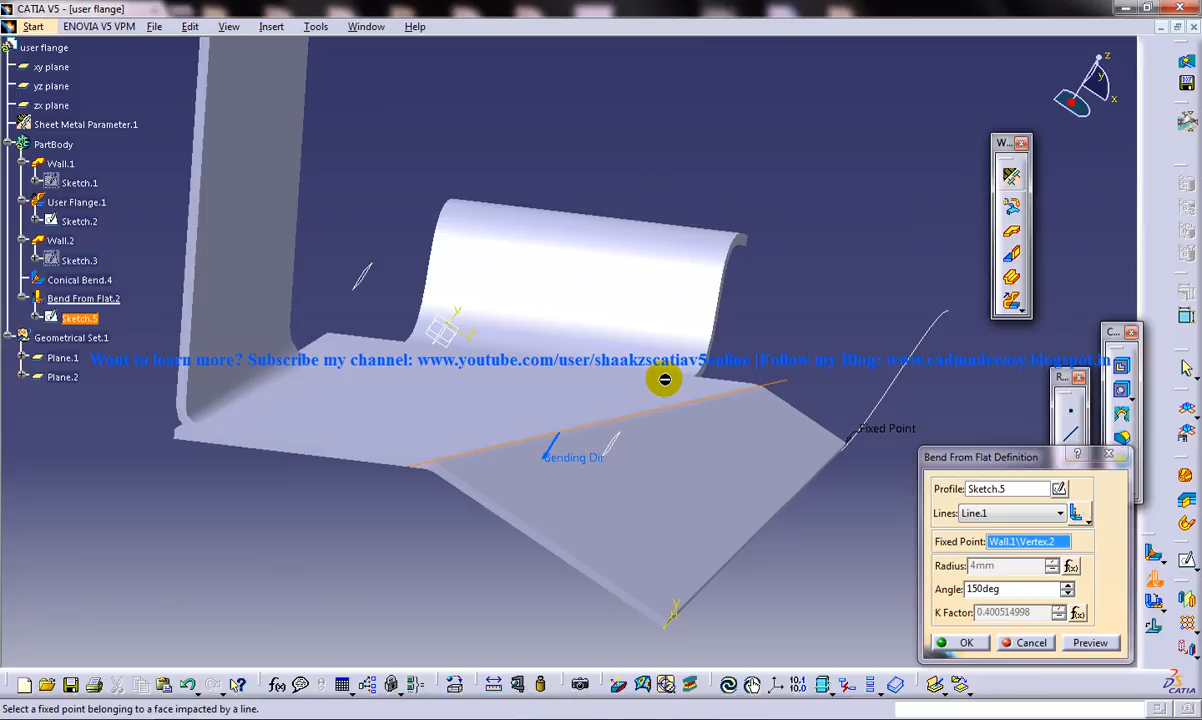 CATIA V5 - [user flange]
Start ENOVIA V5 VPM File Edit View Insert Tools Window Help
user flange
xy plane
yz plane
zx plane
Sheet Metal Parameter.1
PartBody
Wall.1
Sketch.1
User Flange.1
Sketch.2
Wall.2
Sketch.3
Conical Bend.4
Bend From Flat.2
Sketch.5
Geometrical Set.1
Plane.1
Plane.2
z
y
x
W...
C...
R...
y
H
Want to learn more? Subscribe my channel: www.youtube.com/user/shaakzscatiav5online |Follow my Blog: www.cadmadeeasy.blogspot.in
Fixed Point
Bending Dir
y
H
Bend From Flat Definition
Profile: Sketch.5
Lines: Line.1
Fixed Point: Wall.1\Vertex.2
Radius: 4mm f(x)
Angle: 150deg
K Factor: 0.400514998 f(x)
OK Cancel Preview
f(x) 10.1 10.0
CATIA
Select a fixed point belonging to a face impacted by a line.